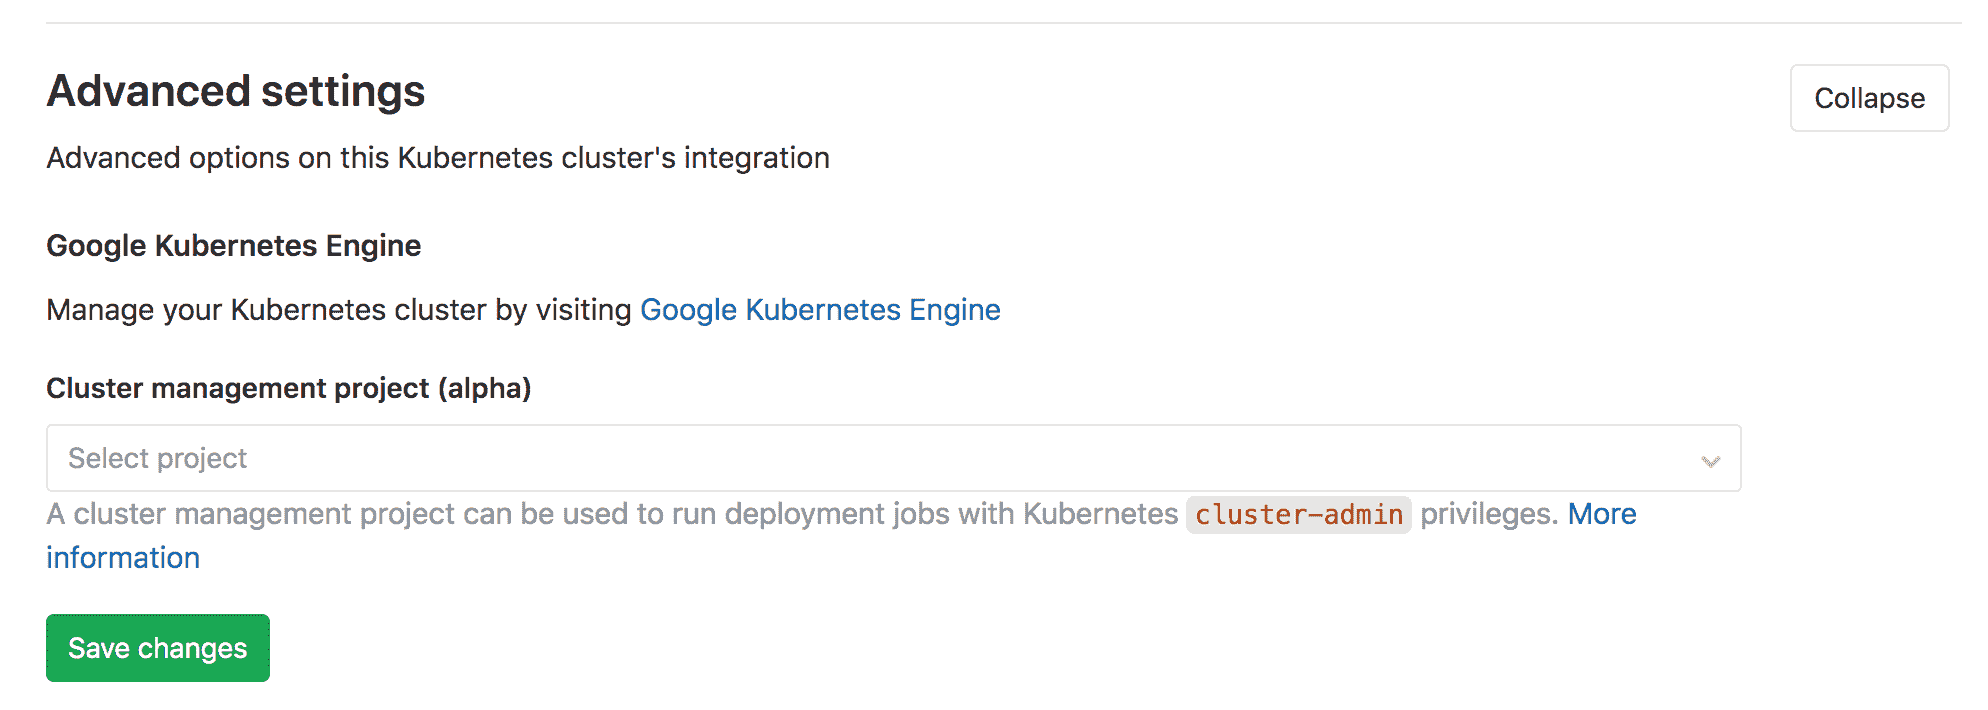 Advanced settings
Collapse
Advanced options on this Kubernetes cluster's integration
Google Kubernetes Engine
Manage your Kubernetes cluster by visiting Google Kubernetes Engine
Cluster management project (alpha)
Select project
A cluster management project can be used to run deployment jobs with Kubernetes cluster-admin privileges. More
information
Save changes